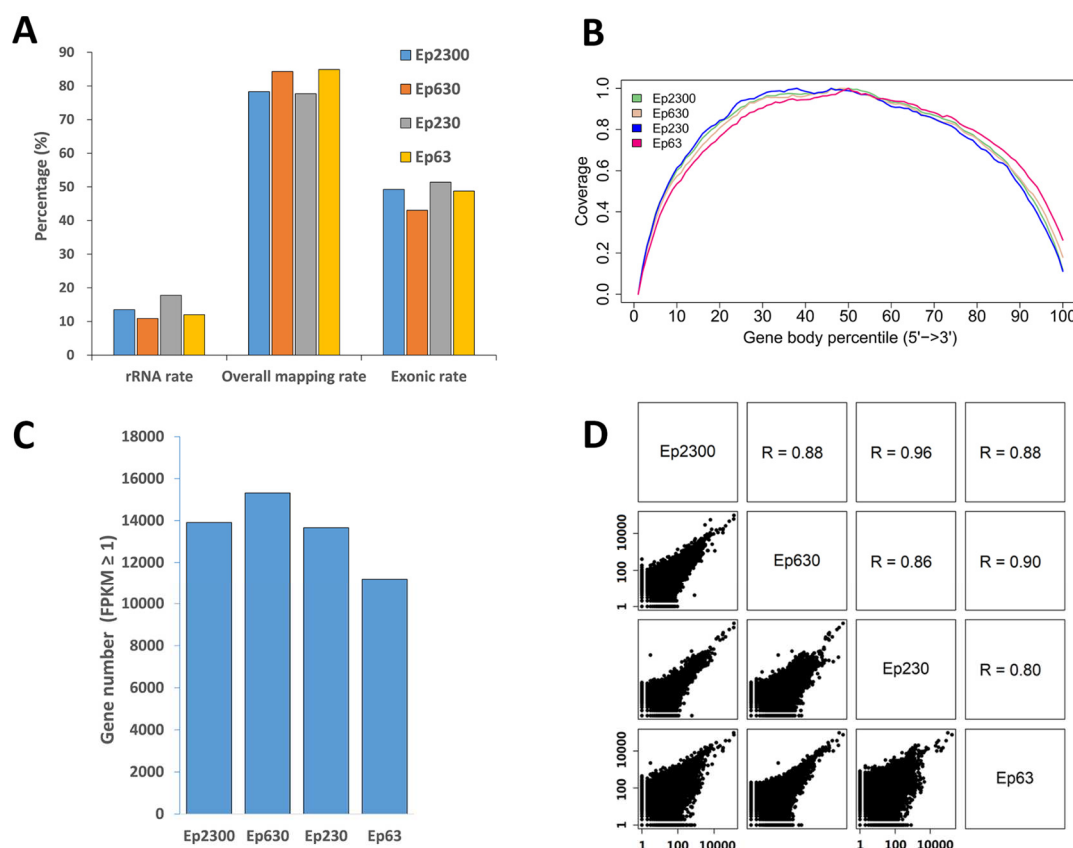 A
90
80
70
60
50
40
30
20
10
0
Percentage (%)
Ep2300
Ep630
Ep230
Ep63
rRNA rate
Overall mapping rate
Exonic rate
B
Coverage
1.0
0.8
0.6
0.4
0.2
0.0
Ep2300
Ep630
Ep230
Ep63
0 10 20 30 40 50 60 70 80 90 100
Gene body percentile (5'->3')
C
Gene number (FPKM ≥ 1)
18000
16000
14000
12000
10000
8000
6000
4000
2000
0
Ep2300 Ep630 Ep230 Ep63
D
Ep2300
R = 0.88
R = 0.96
R = 0.88
1 100 10000
Ep630
R = 0.86
R = 0.90
Ep230
R = 0.80
1 100 10000
Ep63
1 100 10000
1 100 10000